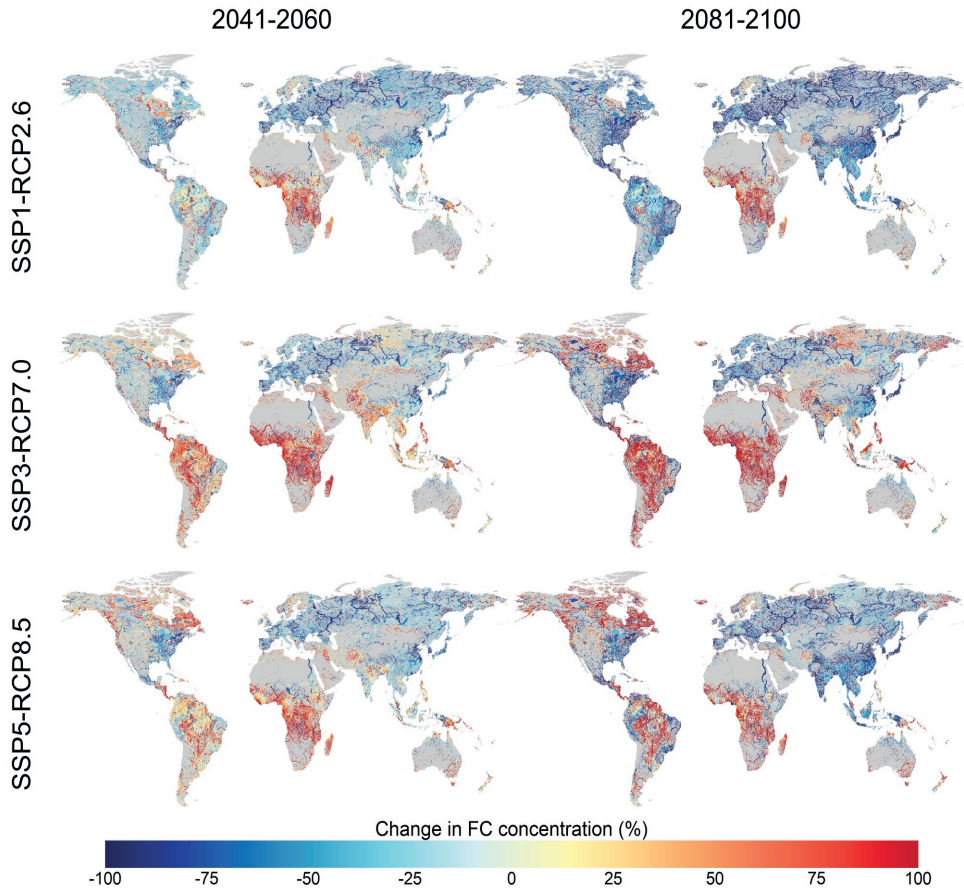 2041-2060
2081-2100
SSP1-RCP2.6
SSP3-RCP7.0
SSP5-RCP8.5
Change in FC concentration (%)
-100 -75 -50 -25 0 25 50 75 100